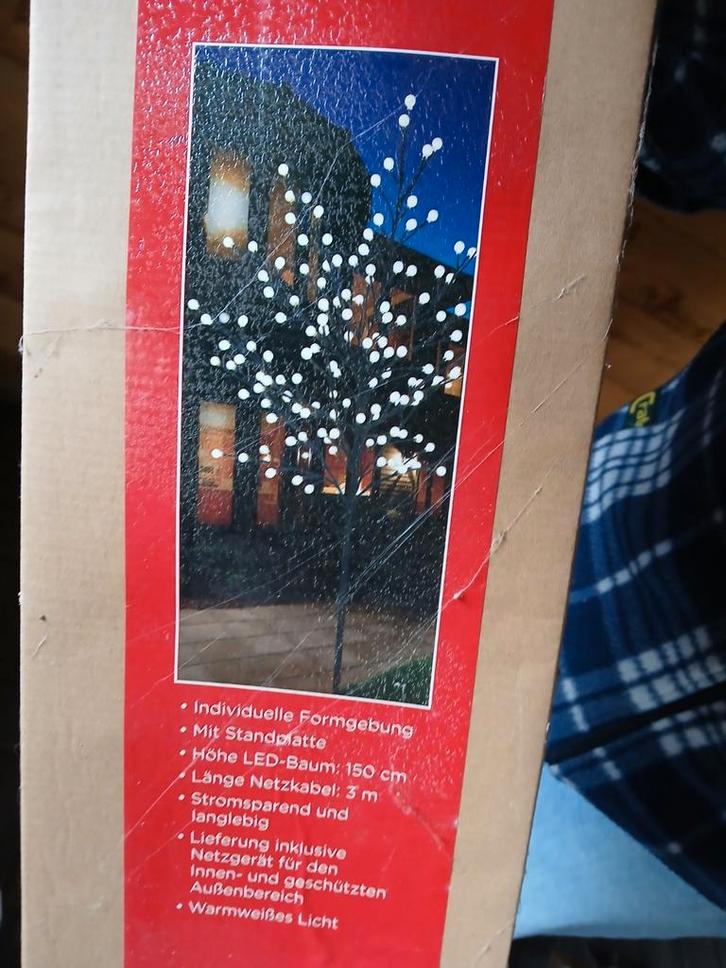 • Individuelle Formgebung
• Mit Standplatte
• Höhe LED-Baum: 150 cm
• Länge Netzkabel: 3 m
• Stromsparend und
langlebig
• Lieferung inklusive
Netzgerät für den
Innen- und geschützten
Außenbereich
• Warmweißes Licht